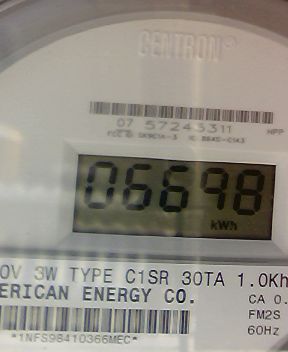 CENTRON®
07 57243311
HPP
06698
kWh
0V 3W TYPE C1SR 30TA 1.0Kh
ERICAN ENERGY CO.
CA 0.
FM2S
60Hz
*1NFS98410366MEC*